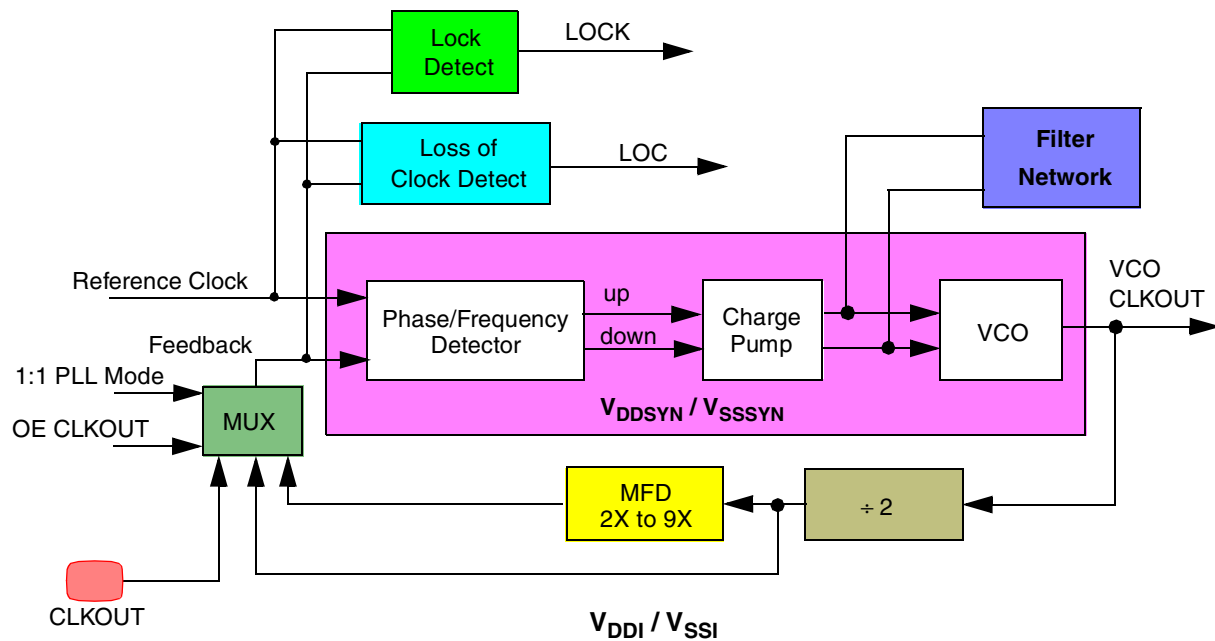 Lock
Detect
LOCK
Loss of
Clock Detect
LOC
Filter
Network
Reference Clock
Feedback
1:1 PLL Mode
OE CLKOUT
MUX
Phase/Frequency
Detector
up
down
Charge
Pump
VCO
VCO
CLKOUT
VDDSYN / VSSSYN
MFD
2X to 9X
÷ 2
CLKOUT
VDDI / VSSI